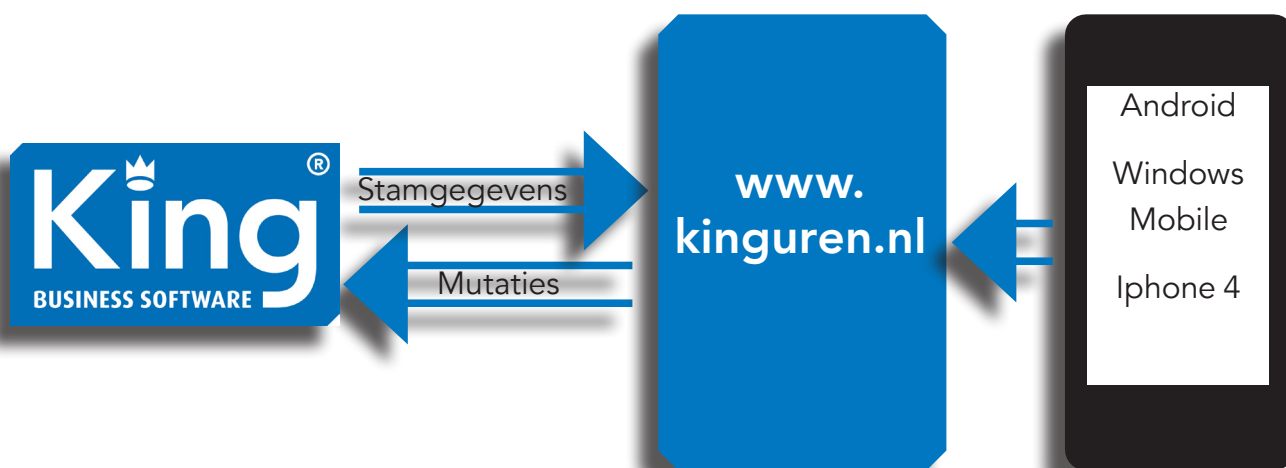 King®
BUSINESS SOFTWARE
Stamgegevens
Mutaties
www.
kinguren.nl
Android
Windows
Mobile
Iphone 4